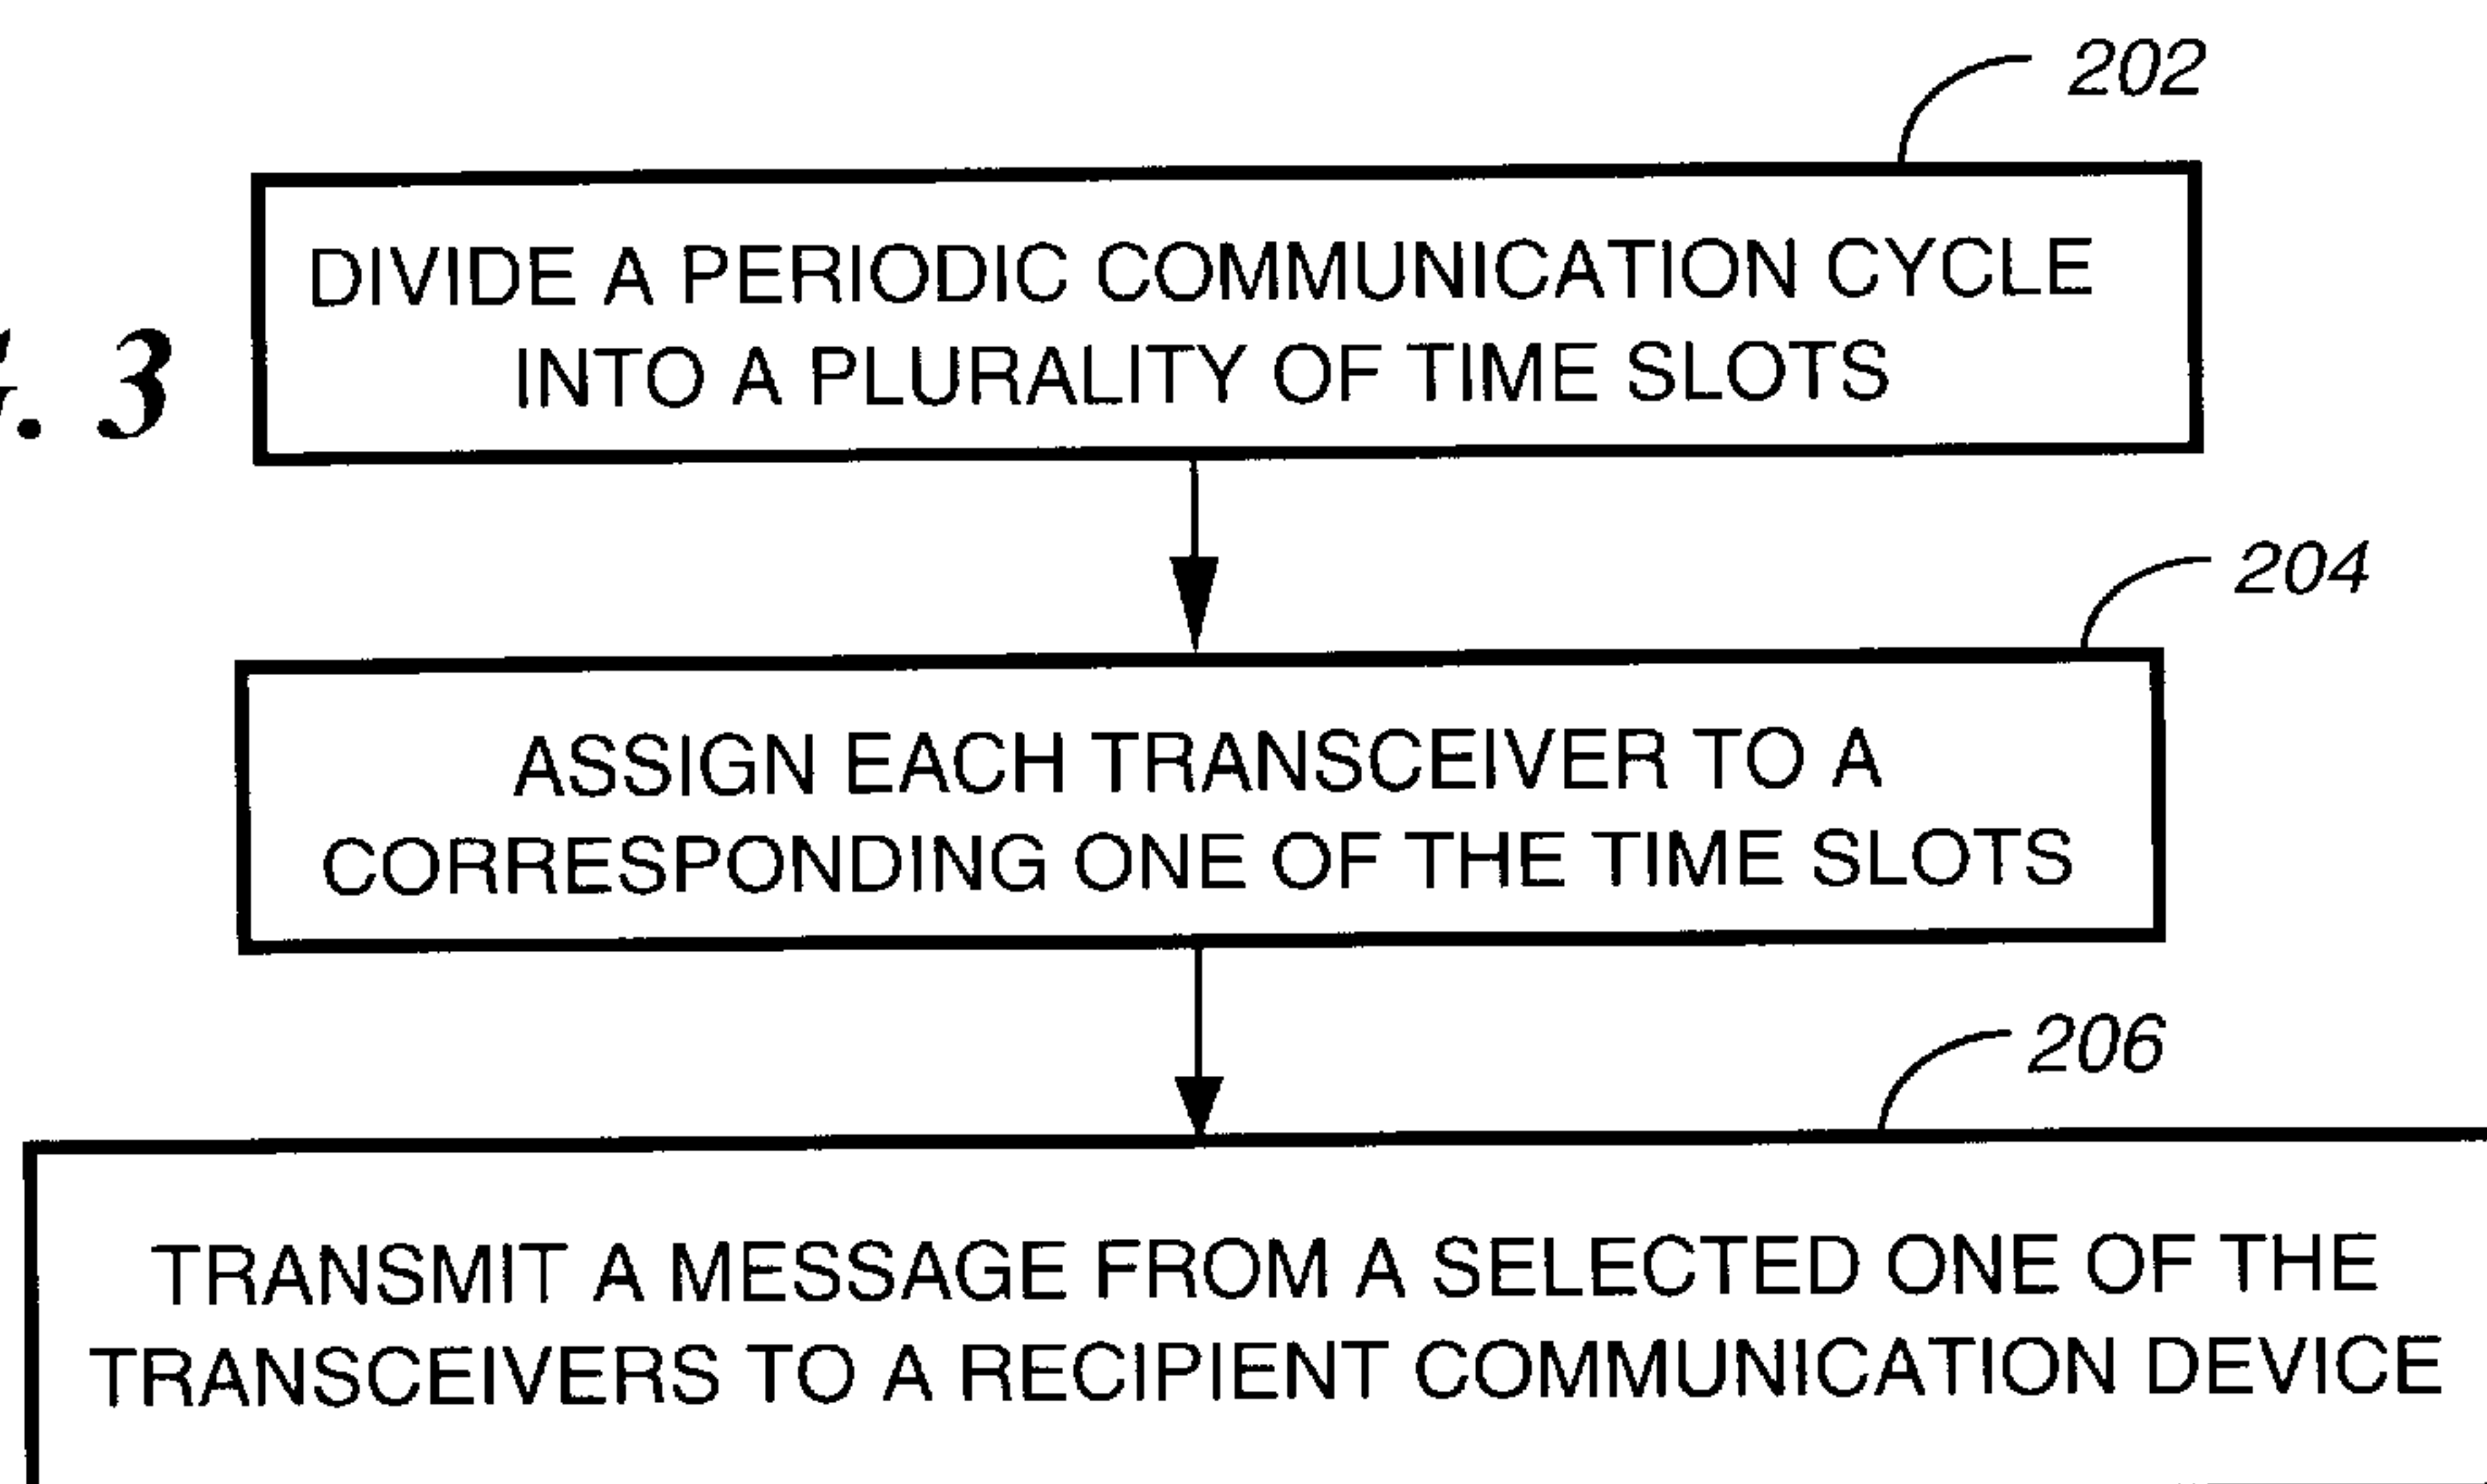 202
DIVIDE A PERIODIC COMMUNICATION CYCLE
INTO A PLURALITY OF TIME SLOTS
. 3
204
ASSIGN EACH TRANSCEIVER TO A
CORRESPONDING ONE OF THE TIME SLOTS
206
TRANSMIT A MESSAGE FROM A SELECTED ONE OF THE
TRANSCEIVERS TO A RECIPIENT COMMUNICATION DEVICE